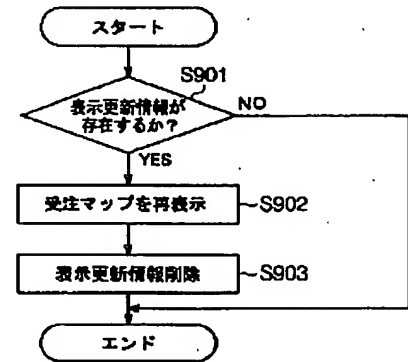 スタート
S901
表示更新情報が
存在するか?
NO
YES
受注マップを再表示
S902
表示更新情報削除
S903
エンド